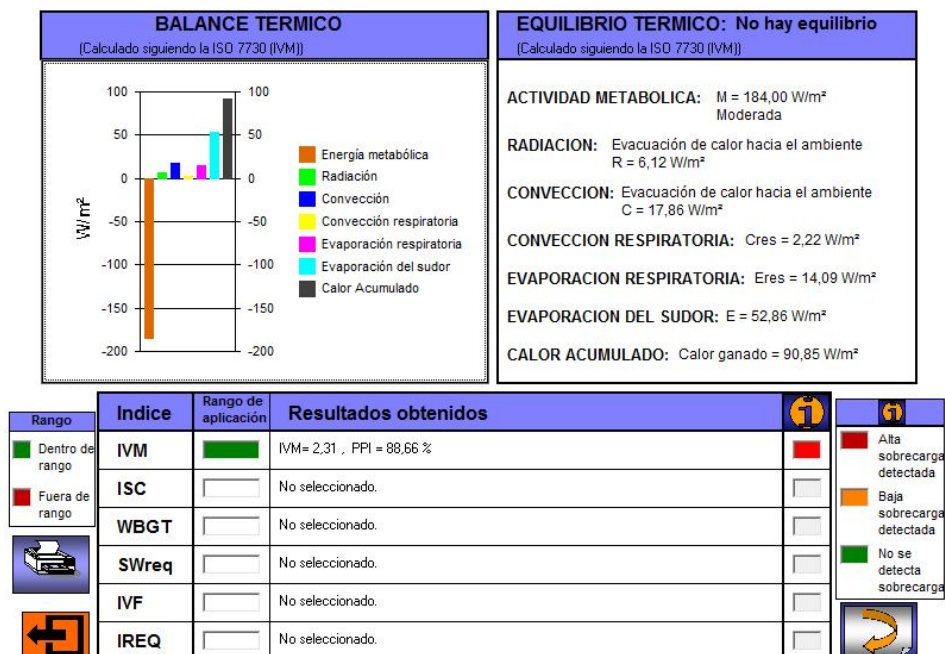 BALANCE TERMICO
(Calculado siguiendo la ISO 7730 (IVM))
100 100
50 50
0 0
-50 -50
-100 -100
-150 -150
-200 -200
W/m²
Energía metabólica
Radiación
Convección
Convección respiratoria
Evaporación respiratoria
Evaporación del sudor
Calor Acumulado
EQUILIBRIO TERMICO: No hay equilibrio
(Calculado siguiendo la ISO 7730 (IVM))
ACTIVIDAD METABOLICA: M = 184,00 W/m²
Moderada
RADIACION: Evacuación de calor hacia el ambiente
R = 6,12 W/m²
CONVECCION: Evacuación de calor hacia el ambiente
C = 17,86 W/m²
CONVECCION RESPIRATORIA: Cres = 2,22 W/m²
EVAPORACION RESPIRATORIA: Eres = 14,09 W/m²
EVAPORACION DEL SUDOR: E = 52,86 W/m²
CALOR ACUMULADO: Calor ganado = 90,85 W/m²
Rango
Dentro de
rango
Fuera de
rango
Indice
Rango de
aplicación
Resultados obtenidos
IVM IVM= 2,31 , PPI = 88,66 %
ISC No seleccionado.
WBGT No seleccionado.
SWreq No seleccionado.
IVF No seleccionado.
IREQ No seleccionado.
Alta
sobrecarga
detectada
Baja
sobrecarga
detectada
No se
detecta
sobrecarga